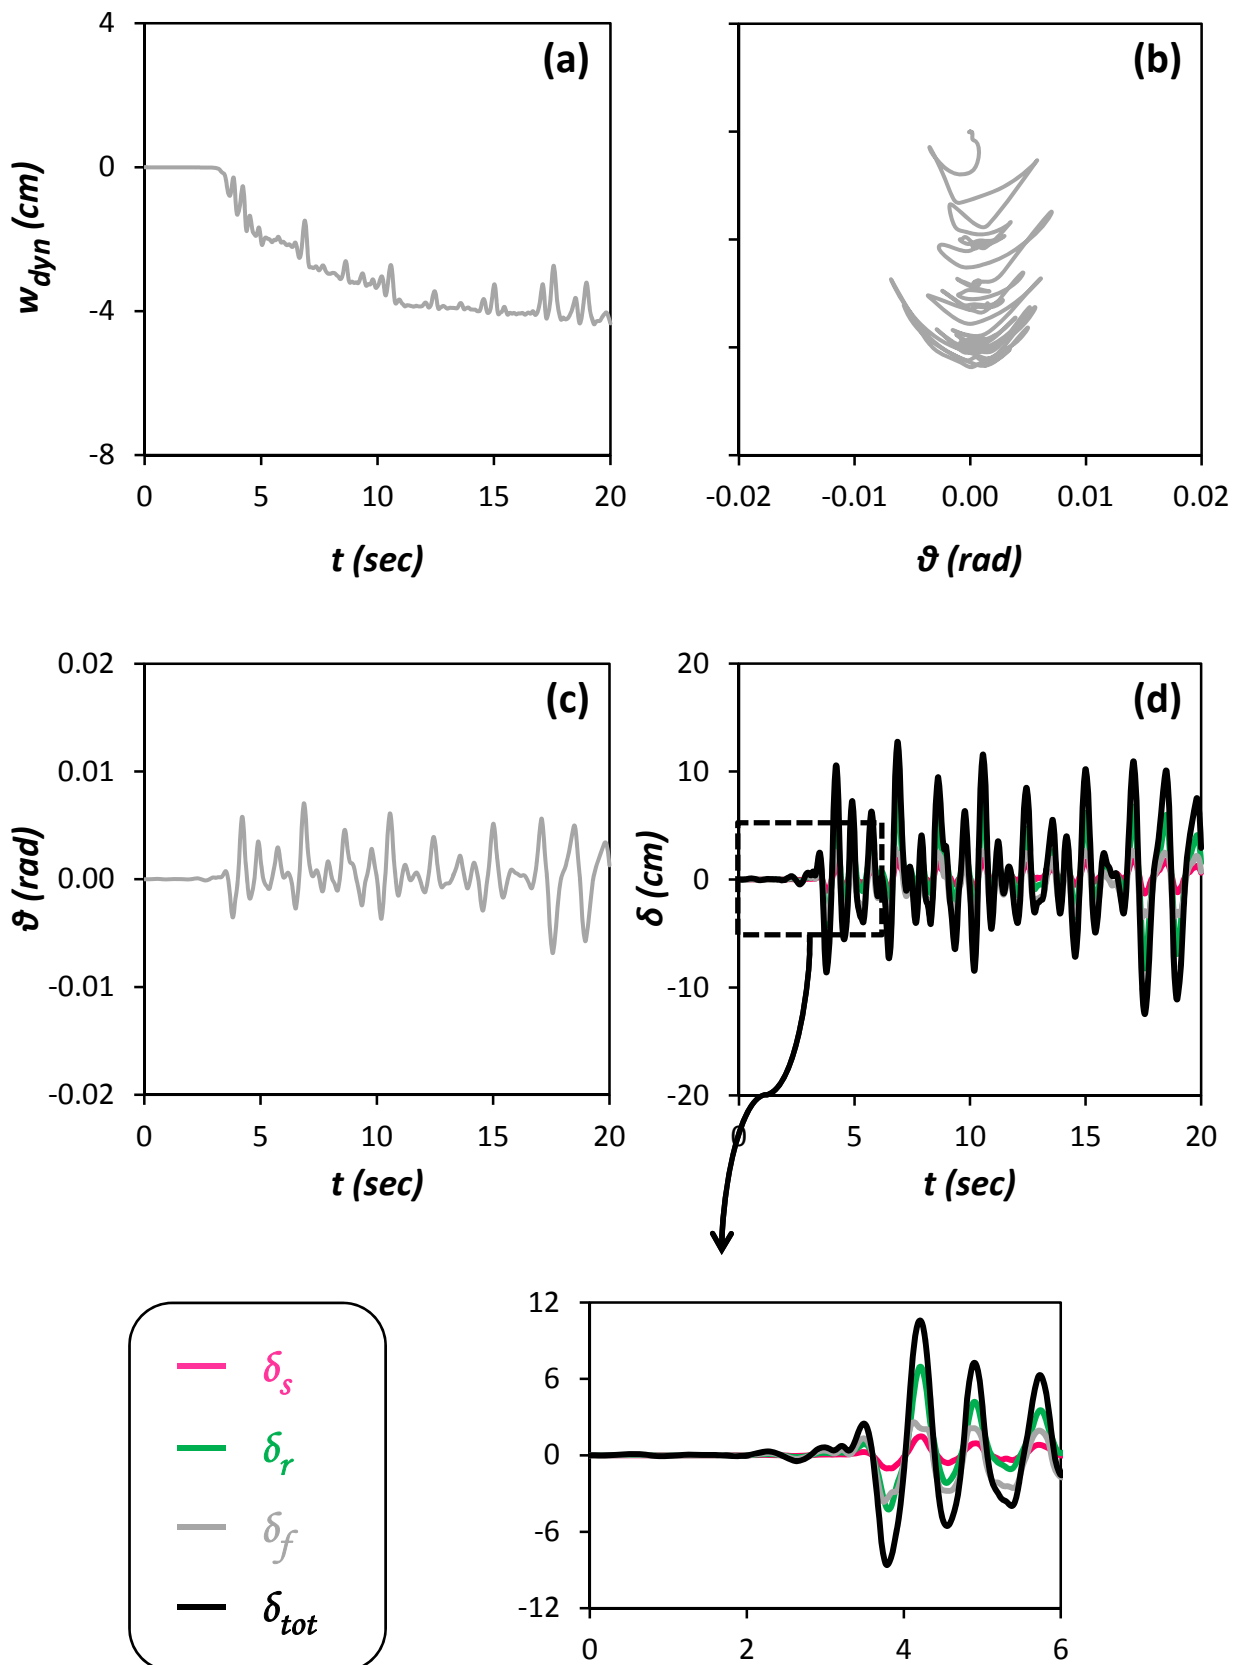 4
0
-4
-8
w_dyn (cm)
(a)
0 5 10 15 20
t (sec)
(b)
-0.02 -0.01 0.00 0.01 0.02
ϑ (rad)
0.02
0.01
0.00
-0.01
-0.02
ϑ (rad)
(c)
0 5 10 15 20
t (sec)
20
10
0
-10
-20
δ (cm)
(d)
0 5 10 15 20
t (sec)
δ_s
δ_r
δ_f
δ_tot
12
6
0
-6
-12
0 2 4 6